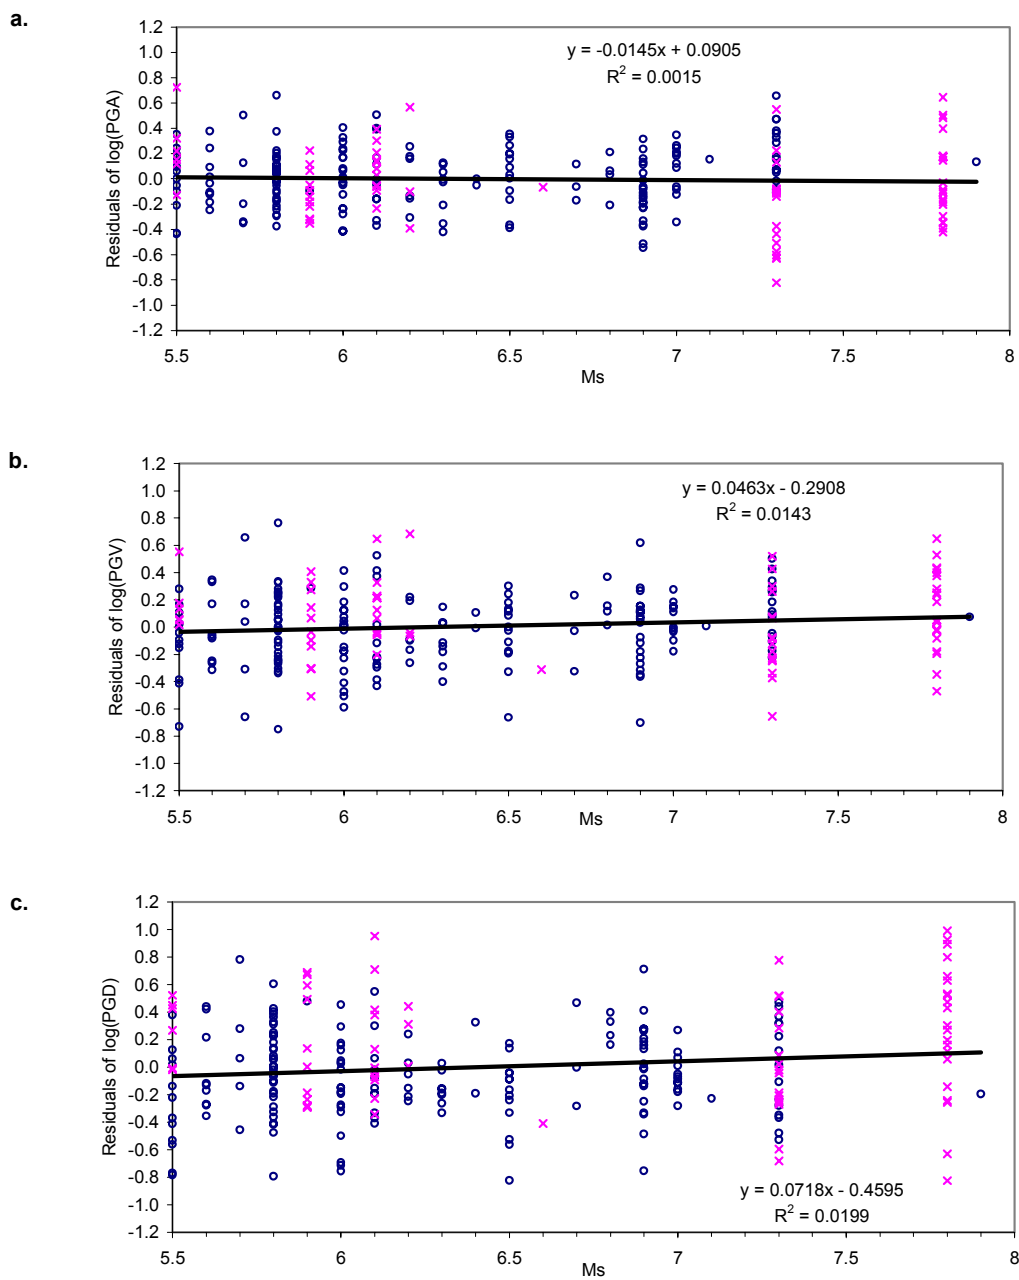 a.
Residuals of log(PGA)
1.2
1.0
0.8
0.6
0.4
0.2
0.0
-0.2
-0.4
-0.6
-0.8
-1.0
-1.2
y = -0.0145x + 0.0905
R² = 0.0015
5.5 6 6.5 7 7.5 8
Ms
b.
Residuals of log(PGV)
1.2
1.0
0.8
0.6
0.4
0.2
0.0
-0.2
-0.4
-0.6
-0.8
-1.0
-1.2
y = 0.0463x - 0.2908
R² = 0.0143
5.5 6 6.5 7 7.5 8
Ms
c.
Residuals of log(PGD)
1.2
1.0
0.8
0.6
0.4
0.2
0.0
-0.2
-0.4
-0.6
-0.8
-1.0
-1.2
y = 0.0718x - 0.4595
R² = 0.0199
5.5 6 6.5 7 7.5 8
Ms